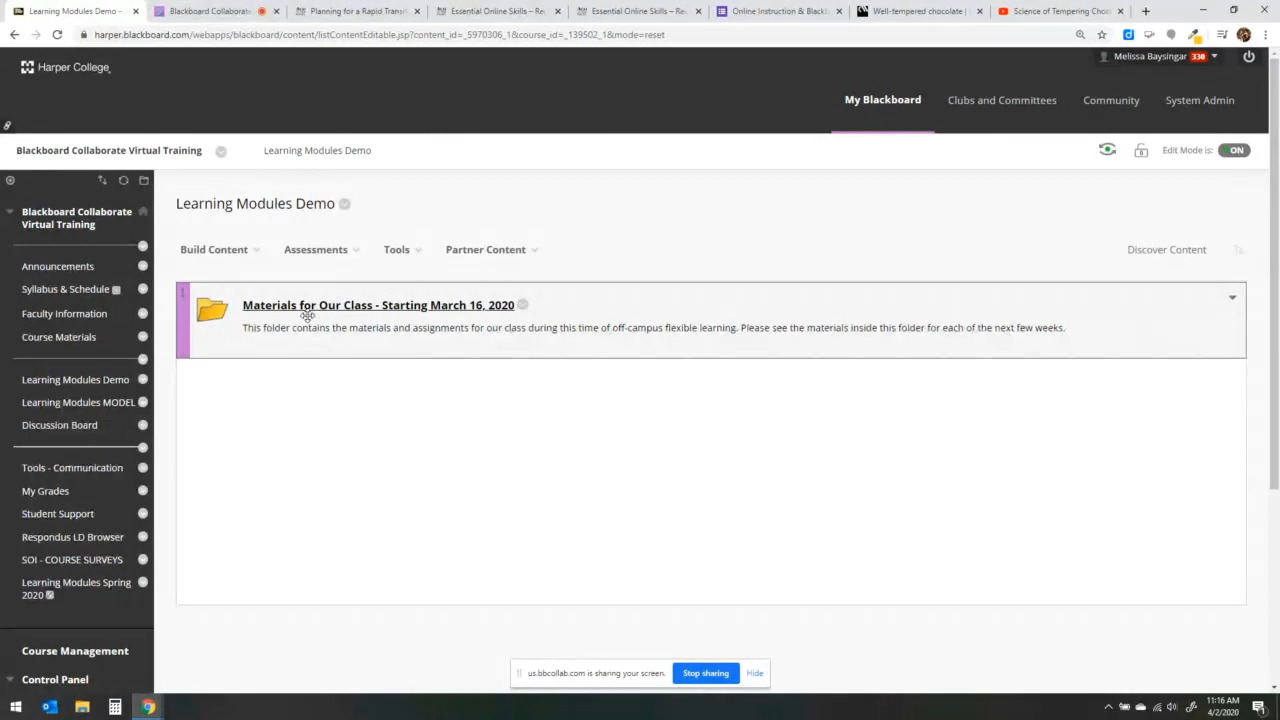 Learning Modules Demo –
Blackboard Collaborate
Planning for a Rapid Transi
Essential Online Skills – Re
Essential Online Skills – Re
Online Instruction & Blackb
Well-tempered chocolate |
Science of Tempering Choc
harper.blackboard.com/webapps/blackboard/content/listContentEditable.jsp?content_id=_5970306_1&course_id=_139502_1&mode=reset
Harper College
Melissa Baysingar 330
My Blackboard
Clubs and Committees
Community
System Admin
Blackboard Collaborate Virtual Training
Learning Modules Demo
Edit Mode is: ON
Blackboard Collaborate
Virtual Training
Announcements
Syllabus & Schedule
Faculty Information
Course Materials
Learning Modules Demo
Learning Modules MODEL
Discussion Board
Tools - Communication
My Grades
Student Support
Respondus LD Browser
SOI - COURSE SURVEYS
Learning Modules Spring
2020
Course Management
Control Panel
Learning Modules Demo
Build Content
Assessments
Tools
Partner Content
Discover Content
Materials for Our Class - Starting March 16, 2020
This folder contains the materials and assignments for our class during this time of off-campus flexible learning. Please see the materials inside this folder for each of the next few weeks.
us.bbcollab.com is sharing your screen.
Stop sharing
Hide
11:16 AM
4/2/2020